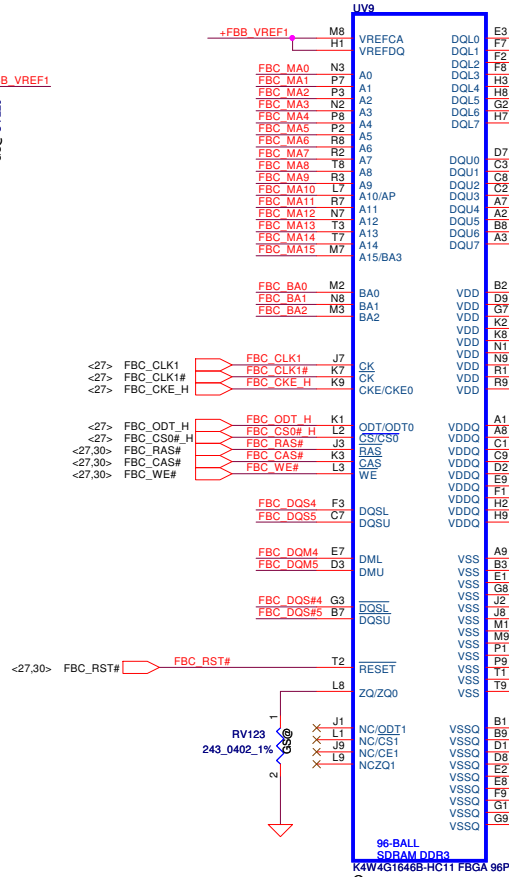 UV9
+FBB_VREF1 M8 VREFCA DQL0 E3
H1 VREFDQ DQL1 F7
DQL2 F2
FBC_MA0 N3 A0 DQL3 F8
B_VREF1 FBC_MA1 P7 A1 DQL4 H3
FBC_MA2 P3 A2 DQL5 H8
FBC_MA3 N2 A3 DQL6 G2
FBC_MA4 P8 A4 DQL7 H7
FBC_MA5 P2 A5
FBC_MA6 R8 A6
FBC_MA7 R2 A7 DQU0 D7
FBC_MA8 T8 A8 DQU1 C3
FBC_MA9 R3 A9 DQU2 C8
FBC_MA10 L7 A10/AP DQU3 C2
FBC_MA11 R7 A11 DQU4 A7
FBC_MA12 N7 A12 DQU5 A2
FBC_MA13 T3 A13 DQU6 B8
FBC_MA14 T7 A14 DQU7 A3
FBC_MA15 M7 A15/BA3
FBC_BA0 M2 BA0 VDD B2
FBC_BA1 N8 BA1 VDD D9
FBC_BA2 M3 BA2 VDD G7
VDD K2
VDD K8
VDD N1
<27> FBC_CLK1 FBC_CLK1 J7 CK VDD N9
<27> FBC_CLK1# FBC_CLK1# K7 CK VDD R1
<27> FBC_CKE_H FBC_CKE_H K9 CKE/CKE0 VDD R9
<27> FBC_ODT_H FBC_ODT_H K1 ODT/ODT0 VDDQ A1
<27> FBC_CS0#_H FBC_CS0#_H L2 CS/CS0 VDDQ A8
<27,30> FBC_RAS# FBC_RAS# J3 RAS VDDQ C1
<27,30> FBC_CAS# FBC_CAS# K3 CAS VDDQ C9
<27,30> FBC_WE# FBC_WE# L3 WE VDDQ D2
VDDQ E9
VDDQ F1
FBC_DQS4 F3 DQSL VDDQ H2
FBC_DQS5 C7 DQSU VDDQ H9
FBC_DQM4 E7 DML VSS A9
FBC_DQM5 D3 DMU VSS B3
VSS E1
VSS G8
FBC_DQS#4 G3 DQSL VSS J2
FBC_DQS#5 B7 DQSU VSS J8
VSS M1
VSS M9
VSS P1
<27,30> FBC_RST# FBC_RST# T2 RESET VSS P9
VSS T1
L8 ZQ/ZQ0 VSS T9
1
J1 NC/ODT1 VSSQ B1
RV123 GS@ L1 NC/CS1 VSSQ B9
243_0402_1% J9 NC/CE1 VSSQ D1
L9 NCZQ1 VSSQ D8
2 VSSQ E2
VSSQ E8
VSSQ F9
VSSQ G1
VSSQ G9
96-BALL
SDRAM DDR3
K4W4G1646B-HC11 FBGA 96P